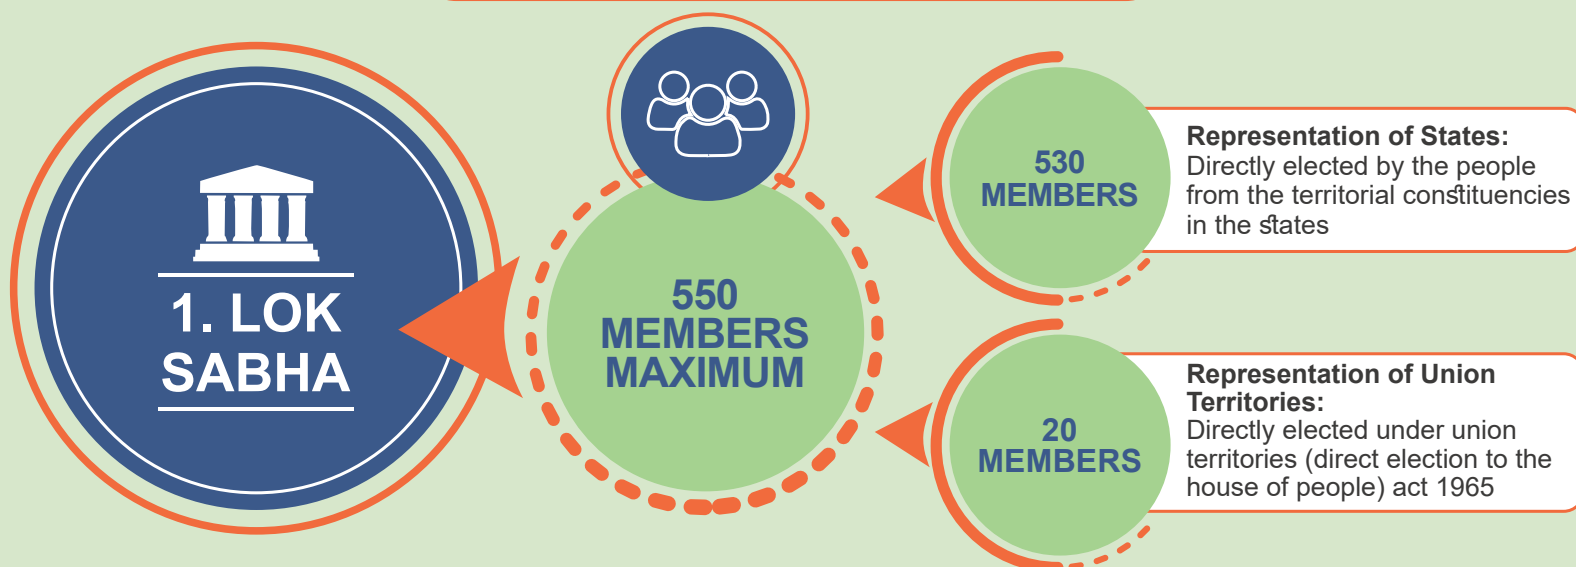 1. LOK
SABHA
550
MEMBERS
MAXIMUM
530
MEMBERS
Representation of States:
Directly elected by the people
from the territorial constituencies
in the states
20
MEMBERS
Representation of Union
Territories:
Directly elected under union
territories (direct election to the
house of people) act 1965